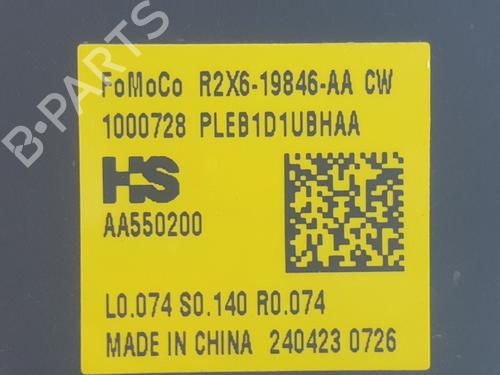 FoMoCo R2X6-19846-AA CW
1000728 PLEB1D1UBHAA
HS
AA550200
L0.074 S0.140 R0.074
MADE IN CHINA 240423 0726
B-PARTS